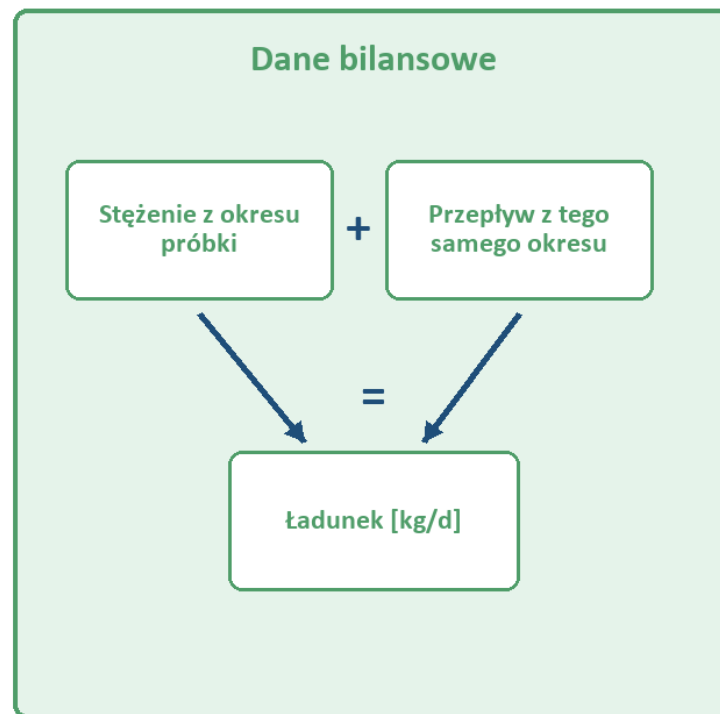 Dane bilansowe
Stężenie z okresu
próbki
+
Przepływ z tego
samego okresu
=
Ładunek [kg/d]